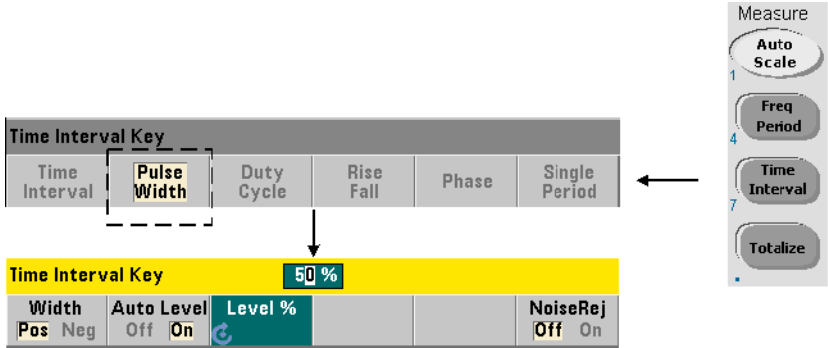 Measure
Auto
Scale
1
Freq
Period
4
Time
Interval
7
Totalize
.
Time Interval Key
Time Interval
Pulse Width
Duty Cycle
Rise Fall
Phase
Single Period
Time Interval Key 50 %
Width Auto Level Level % NoiseRej
Pos Neg Off On Off On